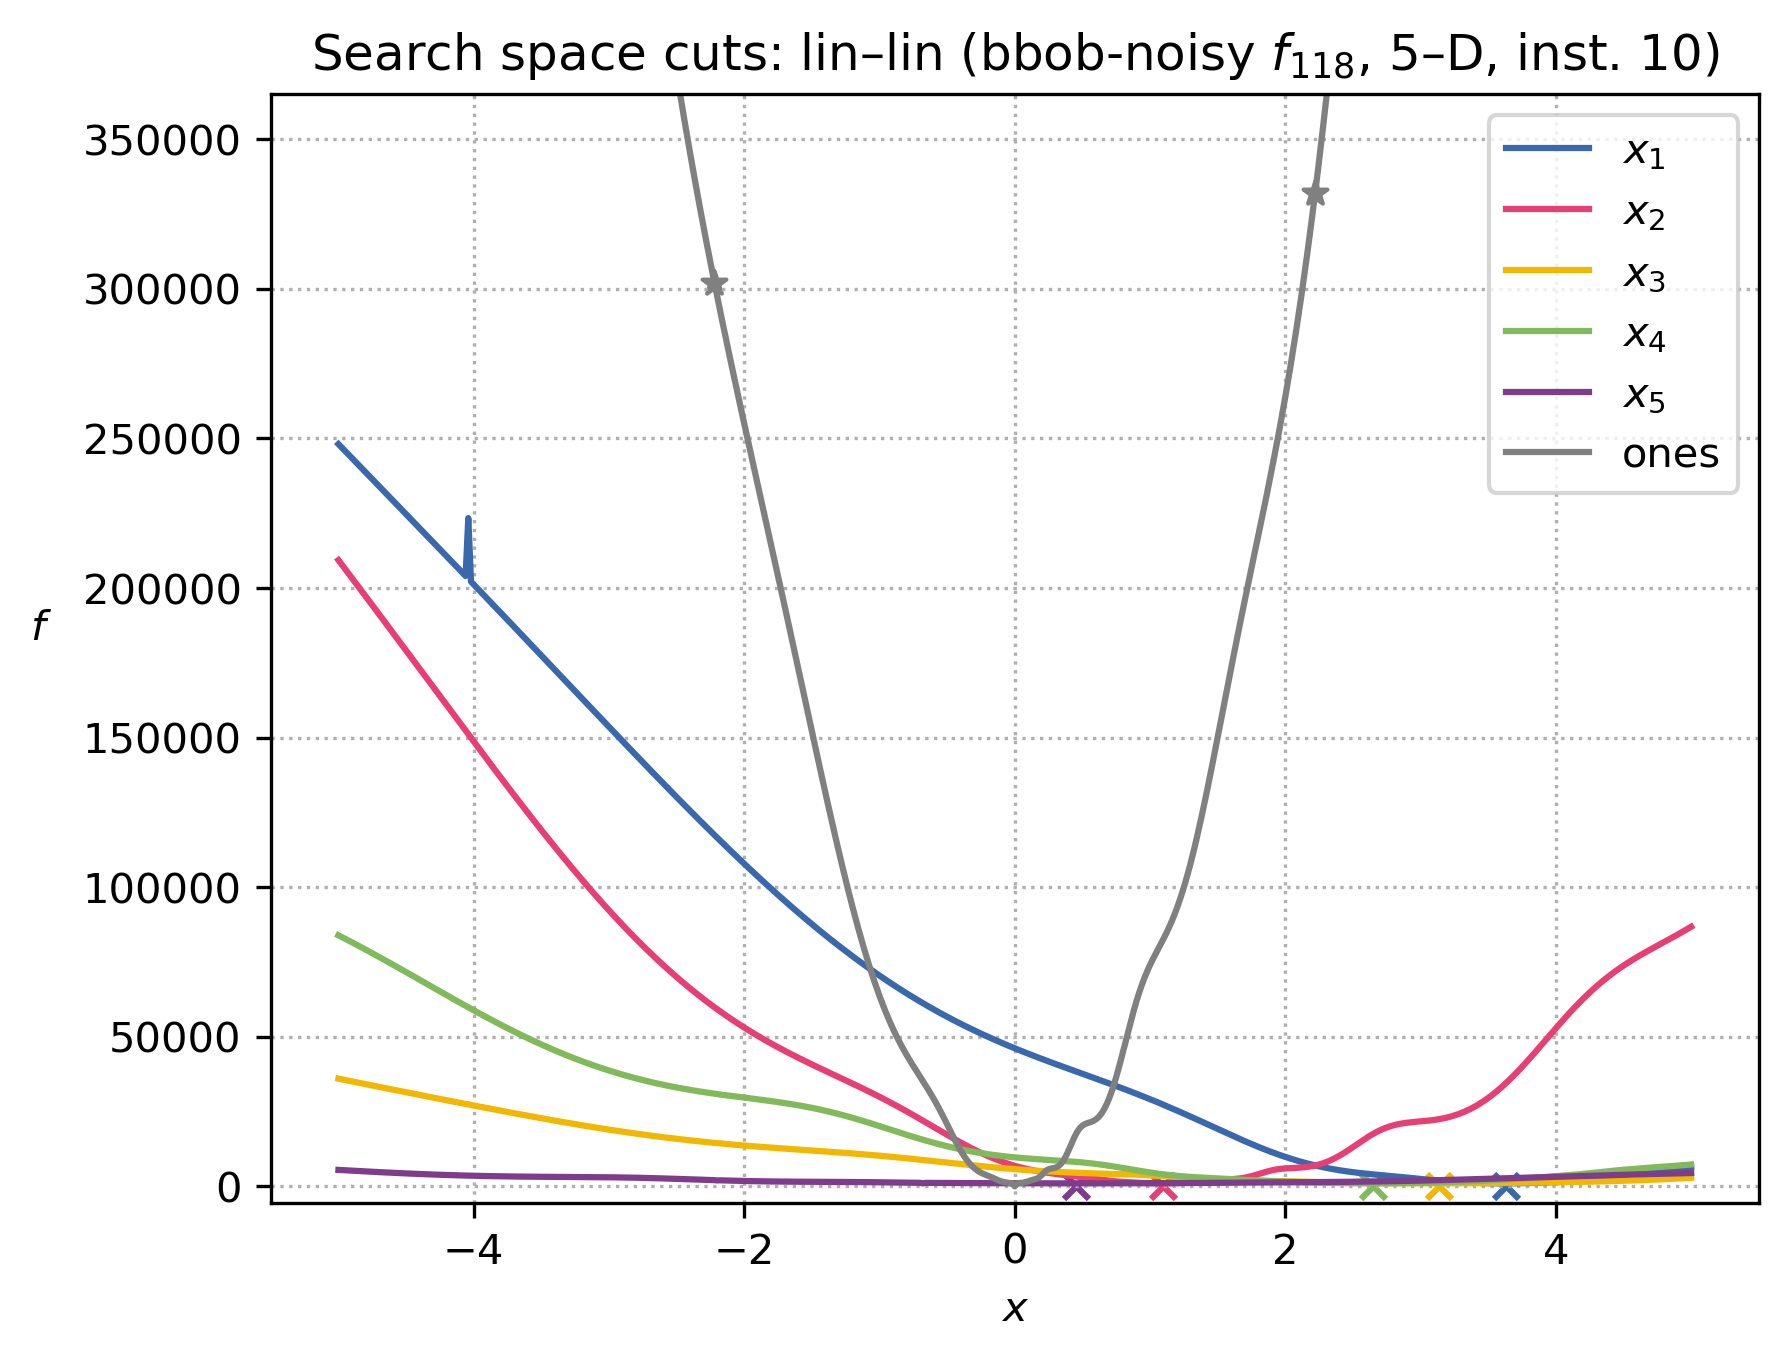 Search space cuts: lin–lin (bbob-noisy f₁₁₈, 5–D, inst. 10)
350000
300000
250000
200000
150000
100000
50000
0
f
x₁
x₂
x₃
x₄
x₅
ones
−4 −2 0 2 4
x